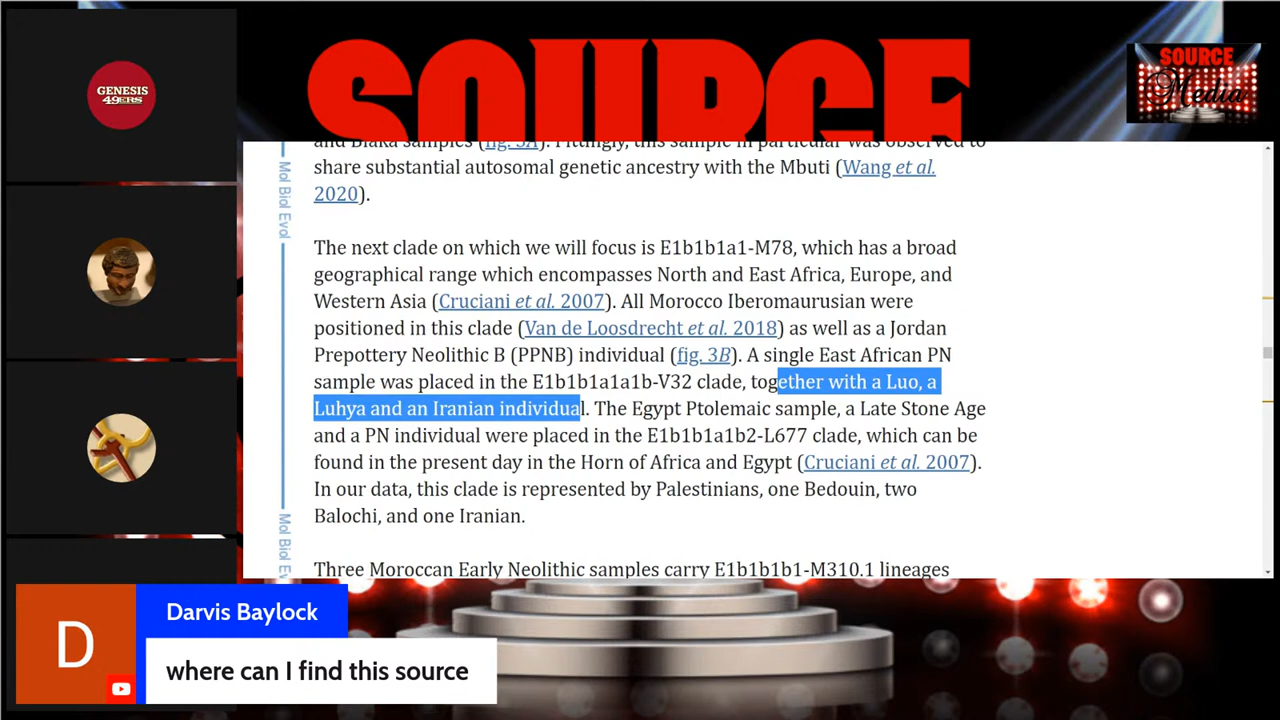 SOURCE
SOURCE
Media
GENESIS
49ERS
and Biaka samples (fig. 3A). Fittingly, this sample in particular was observed to
share substantial autosomal genetic ancestry with the Mbuti (Wang et al.
2020).
The next clade on which we will focus is E1b1b1a1-M78, which has a broad
geographical range which encompasses North and East Africa, Europe, and
Western Asia (Cruciani et al. 2007). All Morocco Iberomaurusian were
positioned in this clade (Van de Loosdrecht et al. 2018) as well as a Jordan
Prepottery Neolithic B (PPNB) individual (fig. 3B). A single East African PN
sample was placed in the E1b1b1a1a1b-V32 clade, together with a Luo, a
Luhya and an Iranian individual. The Egypt Ptolemaic sample, a Late Stone Age
and a PN individual were placed in the E1b1b1a1b2-L677 clade, which can be
found in the present day in the Horn of Africa and Egypt (Cruciani et al. 2007).
In our data, this clade is represented by Palestinians, one Bedouin, two
Balochi, and one Iranian.
Three Moroccan Early Neolithic samples carry E1b1b1b1-M310.1 lineages
Mol Biol Evol
Mol Biol Ev
D
Darvis Baylock
where can I find this source